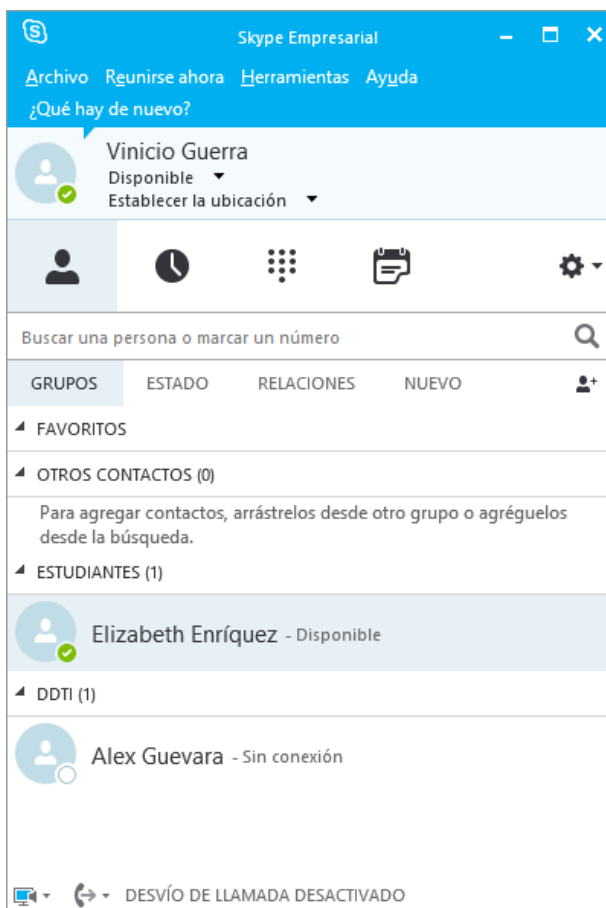 Skype Empresarial
Archivo Reunirse ahora Herramientas Ayuda
¿Qué hay de nuevo?
Vinicio Guerra
Disponible
Establecer la ubicación
Buscar una persona o marcar un número
GRUPOS ESTADO RELACIONES NUEVO
FAVORITOS
OTROS CONTACTOS (0)
Para agregar contactos, arrástrelos desde otro grupo o agréguelos
desde la búsqueda.
ESTUDIANTES (1)
Elizabeth Enríquez - Disponible
DDTI (1)
Alex Guevara - Sin conexión
DESVÍO DE LLAMADA DESACTIVADO